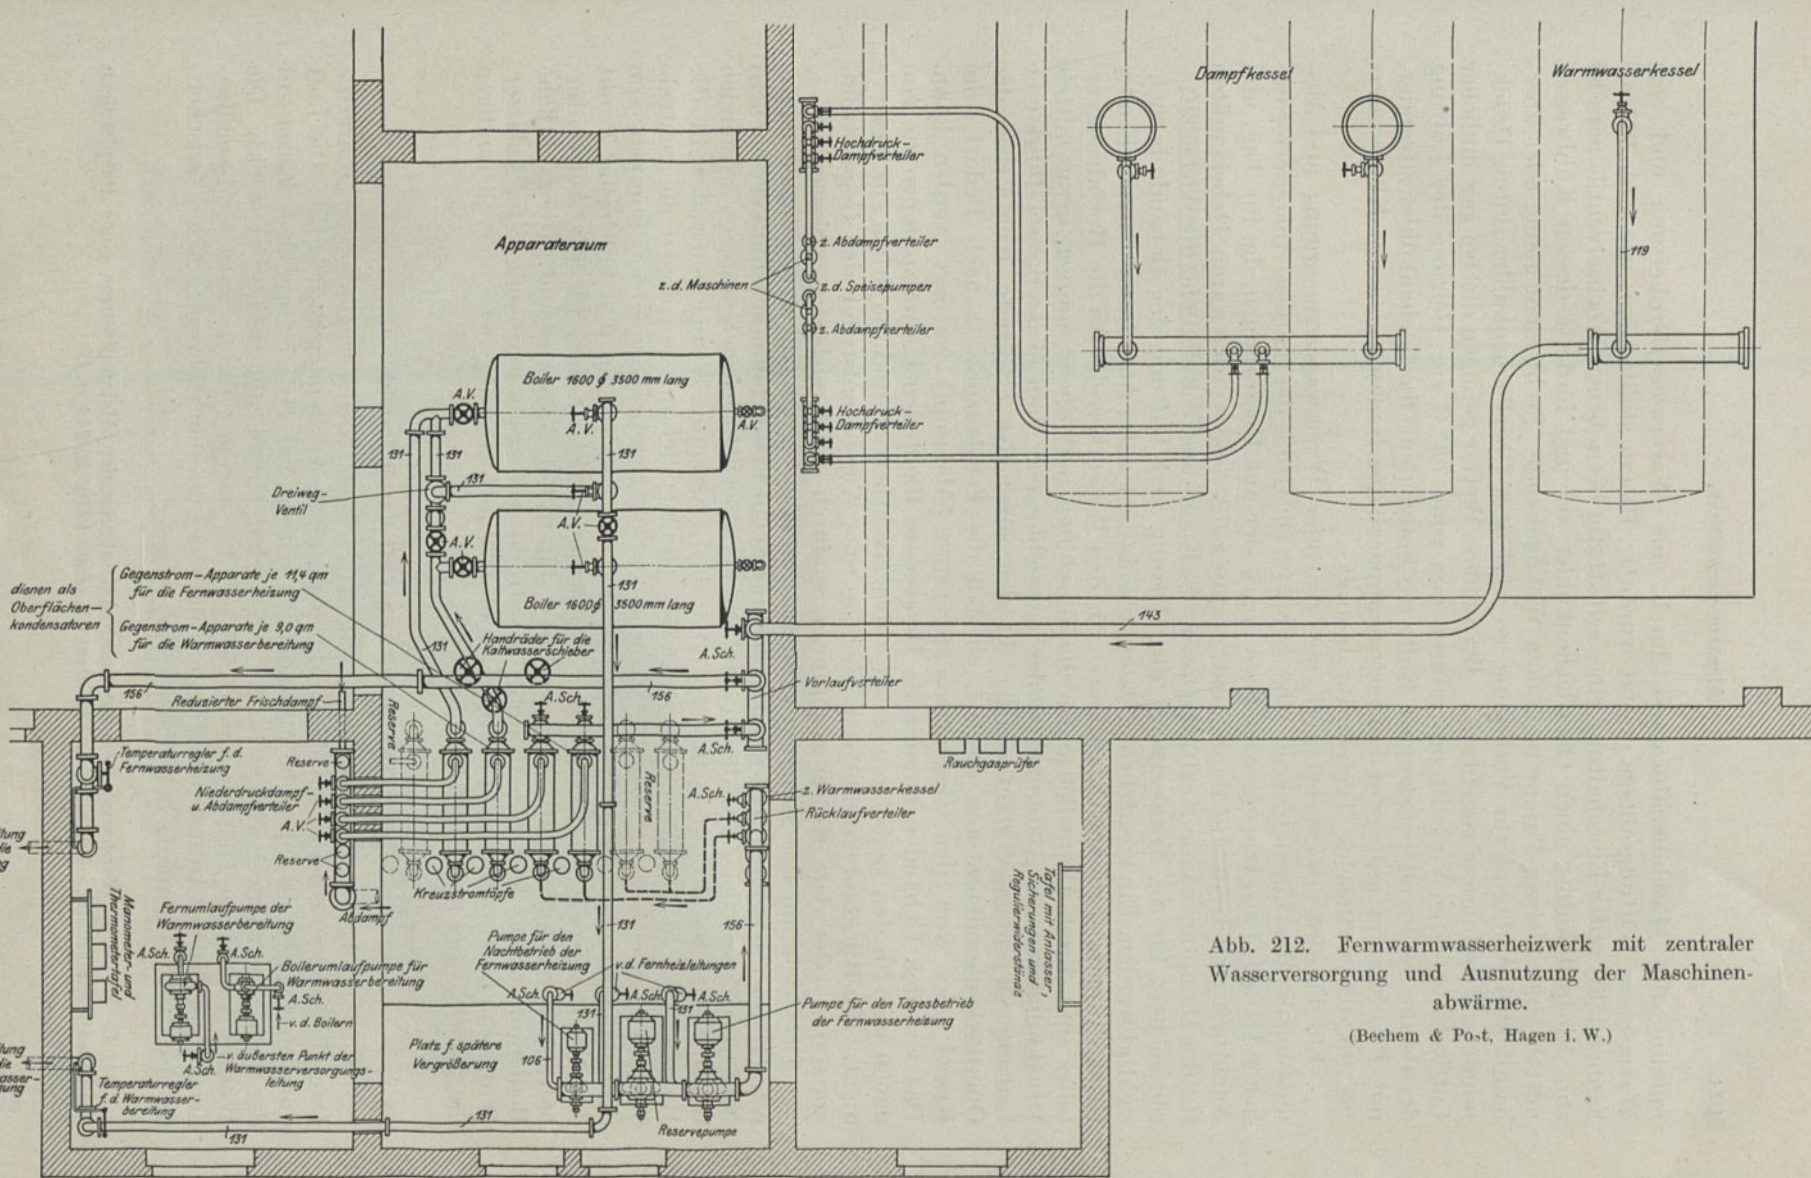 Dampfkessel
Warmwasserkessel
Hochdruck-
Dampfverteiler
119
Apparateraum
z. Abdampfverteiler
z. d. Maschinen
z. d. Speisepumpen
z. Abdampfverteiler
Boiler 1600 ϕ 3500 mm lang
A.V.
A.V.
A.V.
Hochdruck-
Dampfverteiler
131
131
131
131
Dreiweg-
Ventil
A.V.
A.V.
dienen als
Oberflächen-
kondensatoren
Gegenstrom-Apparate je 11,4 qm
für die Fernwasserheizung
Gegenstrom-Apparate je 9,0 qm
für die Warmwasserbereitung
131
Boiler 1600 ϕ 3500 mm lang
143
131
Handräder für die
Kaltwasserschieber
A.Sch.
156
Reduzierter Frischdampf
A.Sch.
156
Vorlaufverteiler
Reserve
A.Sch.
Temperaturregler f. d.
Fernwasserheizung
Reserve
Rauchgasprüfer
Niederdruckdampf-
u. Abdampfverteiler
A.V.
Reserve
A.Sch.
z. Warmwasserkessel
Rücklaufverteiler
Reserve
Kreuzstromtöpfe
Abdampf
Manometer- und
Thermometertafel
Fernumlaufpumpe der
Warmwasserbereitung
A.Sch.
A.Sch.
Boilerumlaufpumpe für
Warmwasserbereitung
A.Sch.
v. d. Boilern
A.Sch.
v. äußersten Punkt der
Warmwasserversorgungs-
leitung
Temperaturregler
f. d. Warmwasser-
bereitung
131
131
Pumpe für den
Nachtbetrieb der
Fernwasserheizung
131
156
v. d. Fernheizleitungen
A.Sch.
A.Sch.
A.Sch.
131
131
106
Platz f. spätere
Vergrößerung
Pumpe für den Tagesbetrieb
der Fernwasserheizung
Reservepumpe
Tafel mit Anlasser,
Sicherungen und
Regulierwiderstände
Abb. 212. Fernwarmwasserheizwerk mit zentraler
Wasserversorgung und Ausnutzung der Maschinen-
abwärme.
(Bechem & Post, Hagen i. W.)